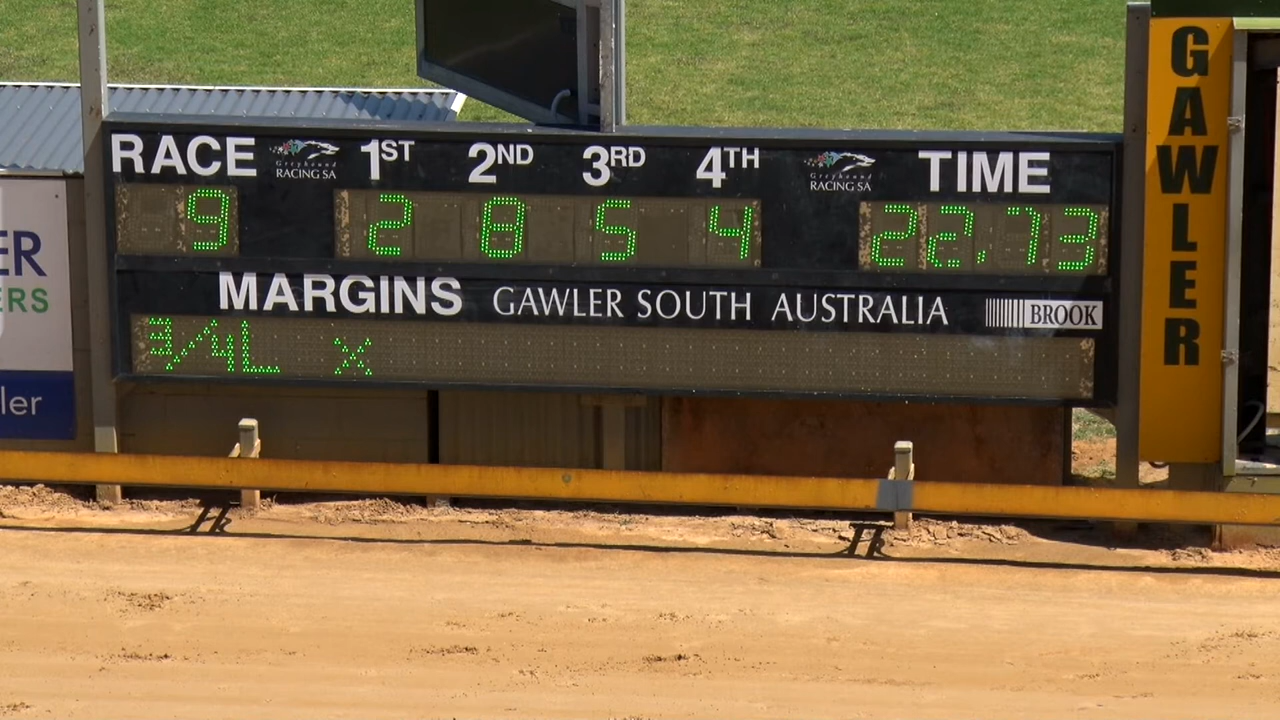 RACE Greyhound RACING SA 1ST 2ND 3RD 4TH Greyhound RACING SA TIME
9 2 8 5 4 22.73
MARGINS GAWLER SOUTH AUSTRALIA BROOK
3/4L X
GAWLER
ER
ERS
ler